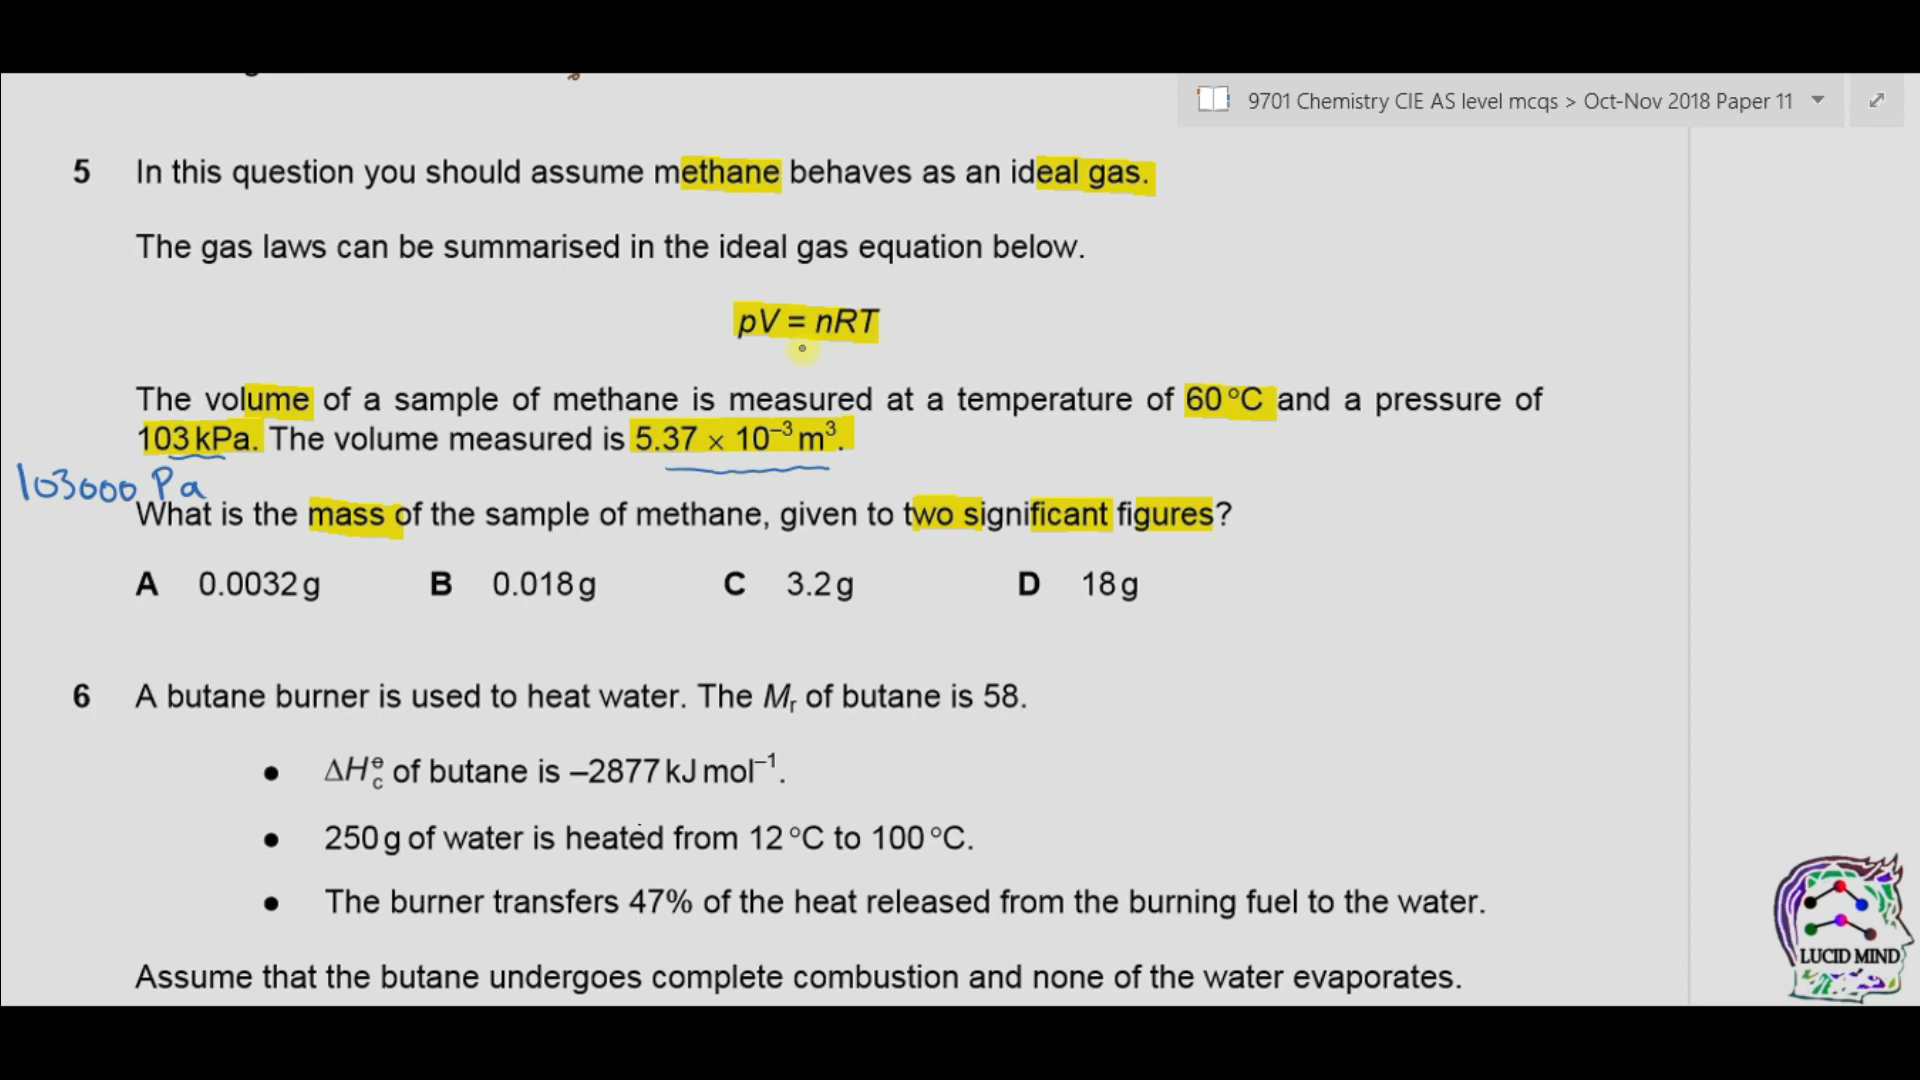 9701 Chemistry CIE AS level mcqs > Oct-Nov 2018 Paper 11
5 In this question you should assume methane behaves as an ideal gas.
The gas laws can be summarised in the ideal gas equation below.
pV = nRT
The volume of a sample of methane is measured at a temperature of 60 °C and a pressure of
103 kPa. The volume measured is 5.37 × 10⁻³ m³.
103000 Pa
What is the mass of the sample of methane, given to two significant figures?
A 0.0032 g B 0.018 g C 3.2 g D 18 g
6 A butane burner is used to heat water. The Mᵣ of butane is 58.
● ΔH꜀⦵ of butane is –2877 kJ mol⁻¹.
● 250 g of water is heated from 12 °C to 100 °C.
● The burner transfers 47% of the heat released from the burning fuel to the water.
Assume that the butane undergoes complete combustion and none of the water evaporates.
LUCID MIND